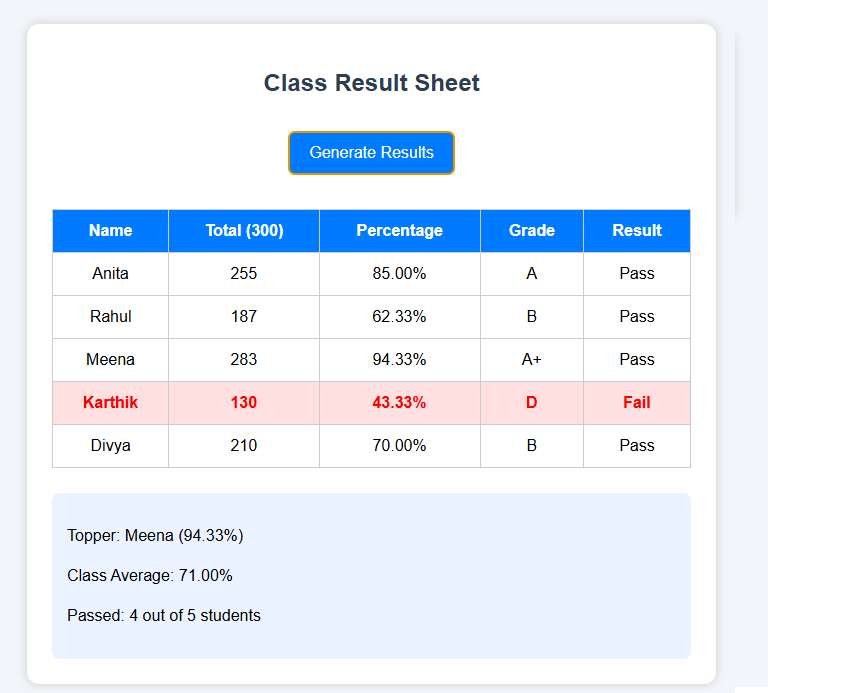 Class Result Sheet
Generate Results
Name Total (300) Percentage Grade Result
Anita 255 85.00% A Pass
Rahul 187 62.33% B Pass
Meena 283 94.33% A+ Pass
Karthik 130 43.33% D Fail
Divya 210 70.00% B Pass
Topper: Meena (94.33%)
Class Average: 71.00%
Passed: 4 out of 5 students